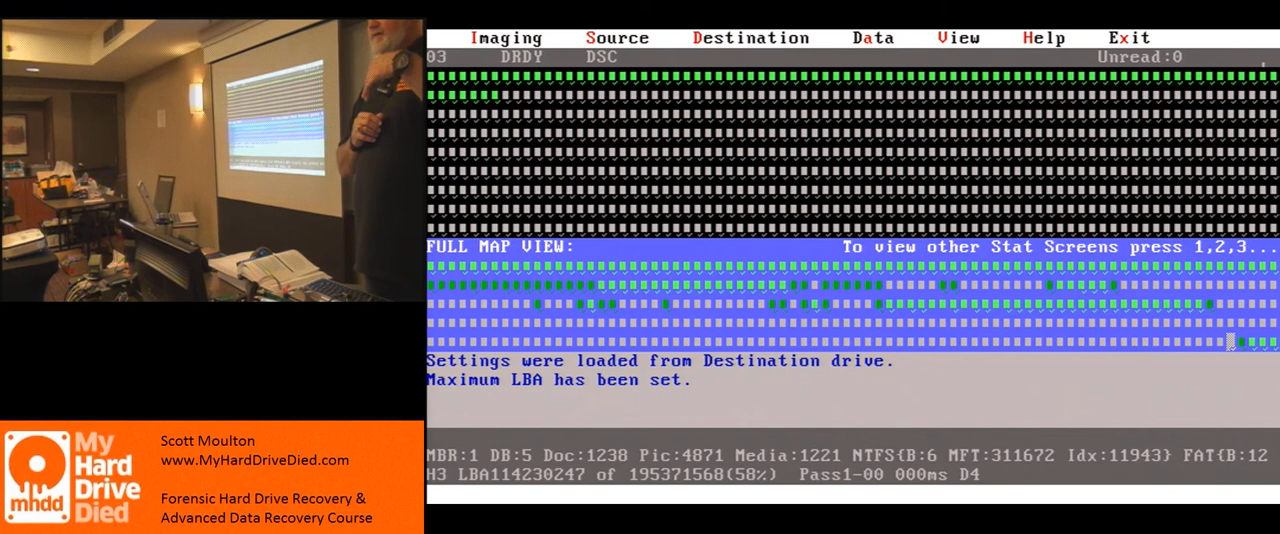 Imaging Source Destination Data View Help Exit
03 DRDY DSC Unread:0
FULL MAP VIEW: To view other Stat Screens press 1,2,3...
Settings were loaded from Destination drive.
Maximum LBA has been set.
MBR:1 DB:5 Doc:1238 Pic:4871 Media:1221 NTFS{B:6 MFT:311672 Idx:11943} FAT{B:12
H3 LBA114230247 of 195371568(58%) Pass1-00 000ms D4
My
Hard
Drive
Died
mhdd
Scott Moulton
www.MyHardDriveDied.com
Forensic Hard Drive Recovery &
Advanced Data Recovery Course